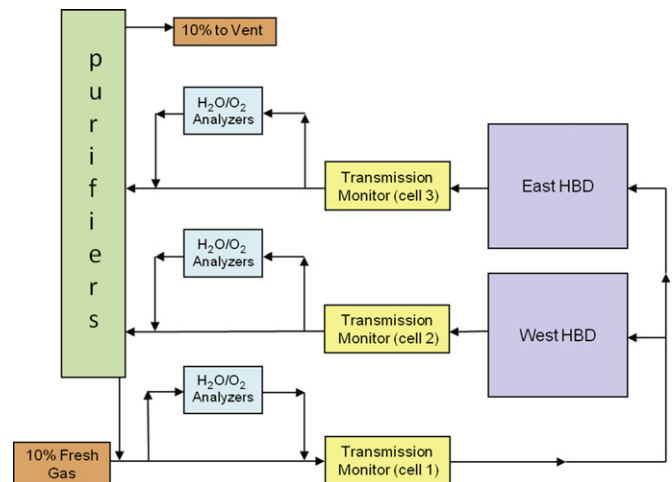 purifiers
10% to Vent
H₂O/O₂
Analyzers
Transmission
Monitor (cell 3)
East HBD
H₂O/O₂
Analyzers
Transmission
Monitor (cell 2)
West HBD
H₂O/O₂
Analyzers
10% Fresh
Gas
Transmission
Monitor (cell 1)